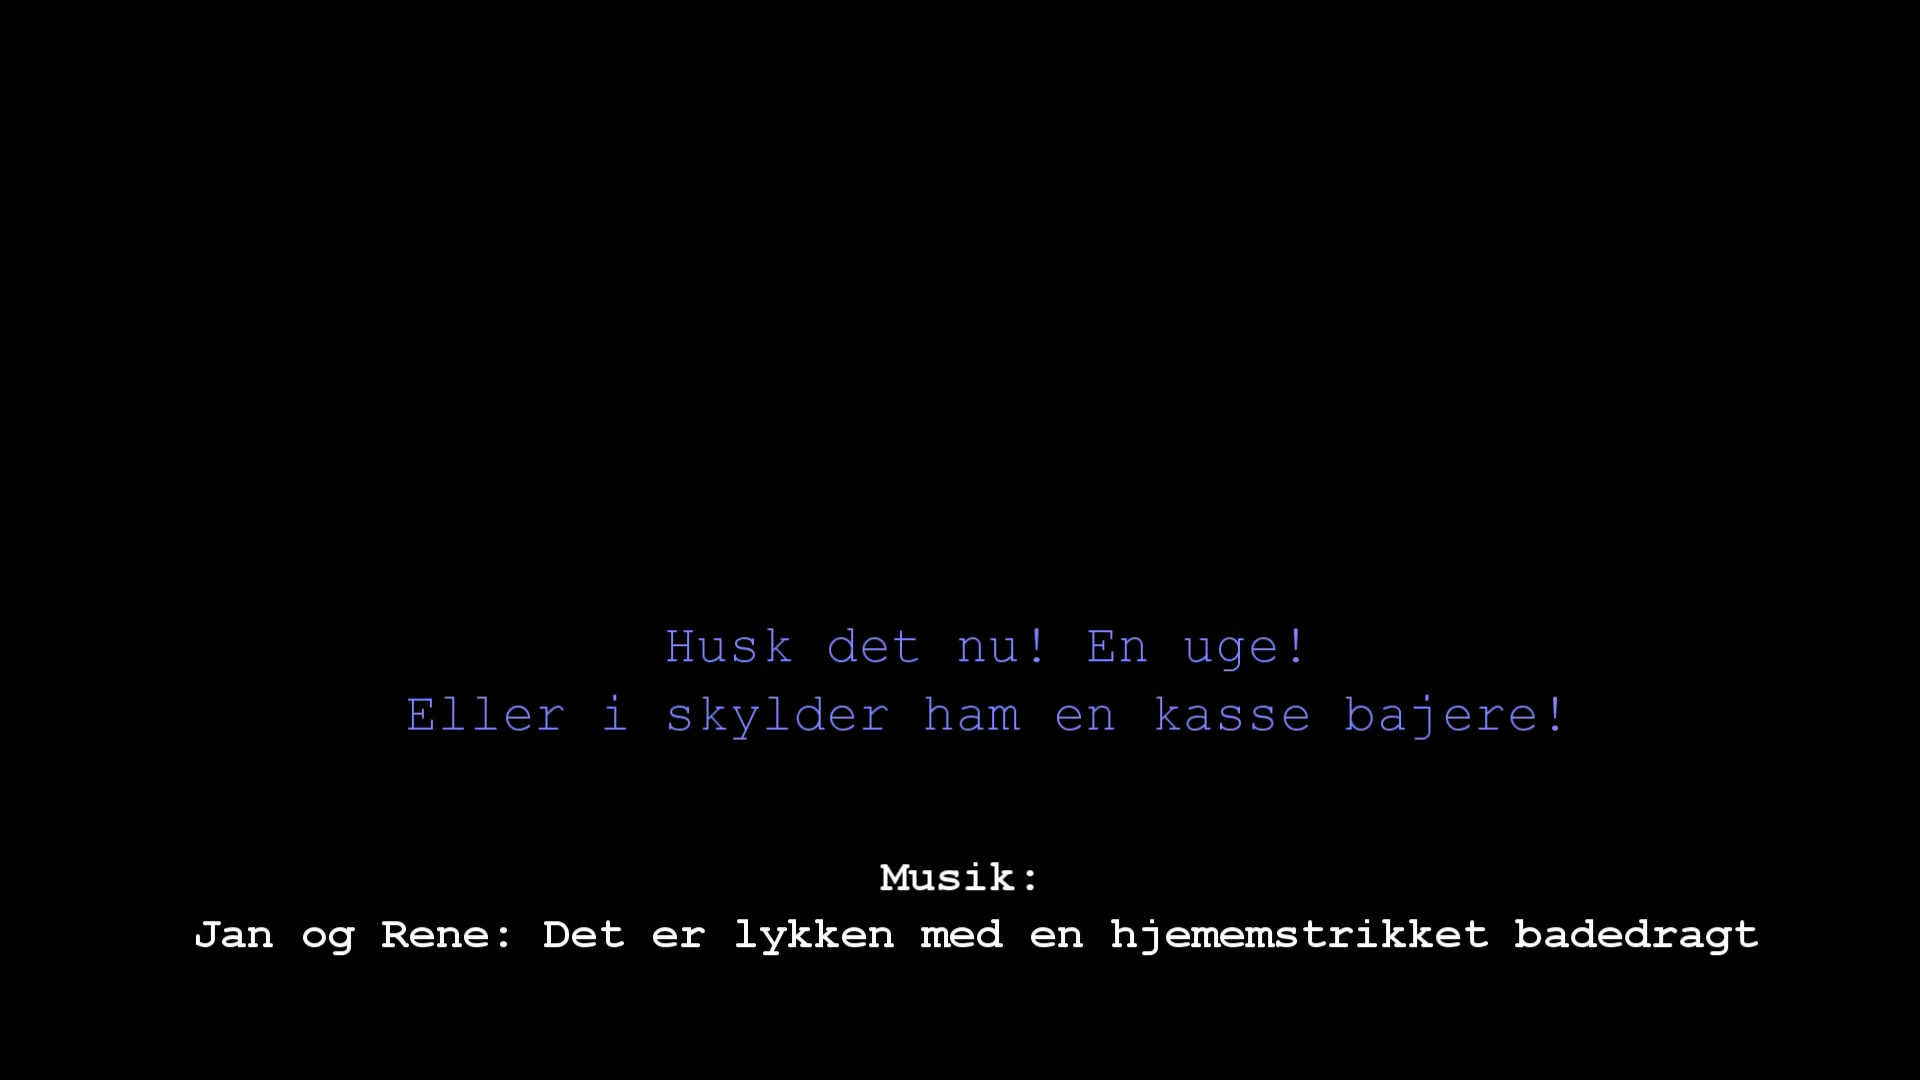 Husk det nu! En uge!
Eller i skylder ham en kasse bajere!
Musik:
Jan og Rene: Det er lykken med en hjememstrikket badedragt